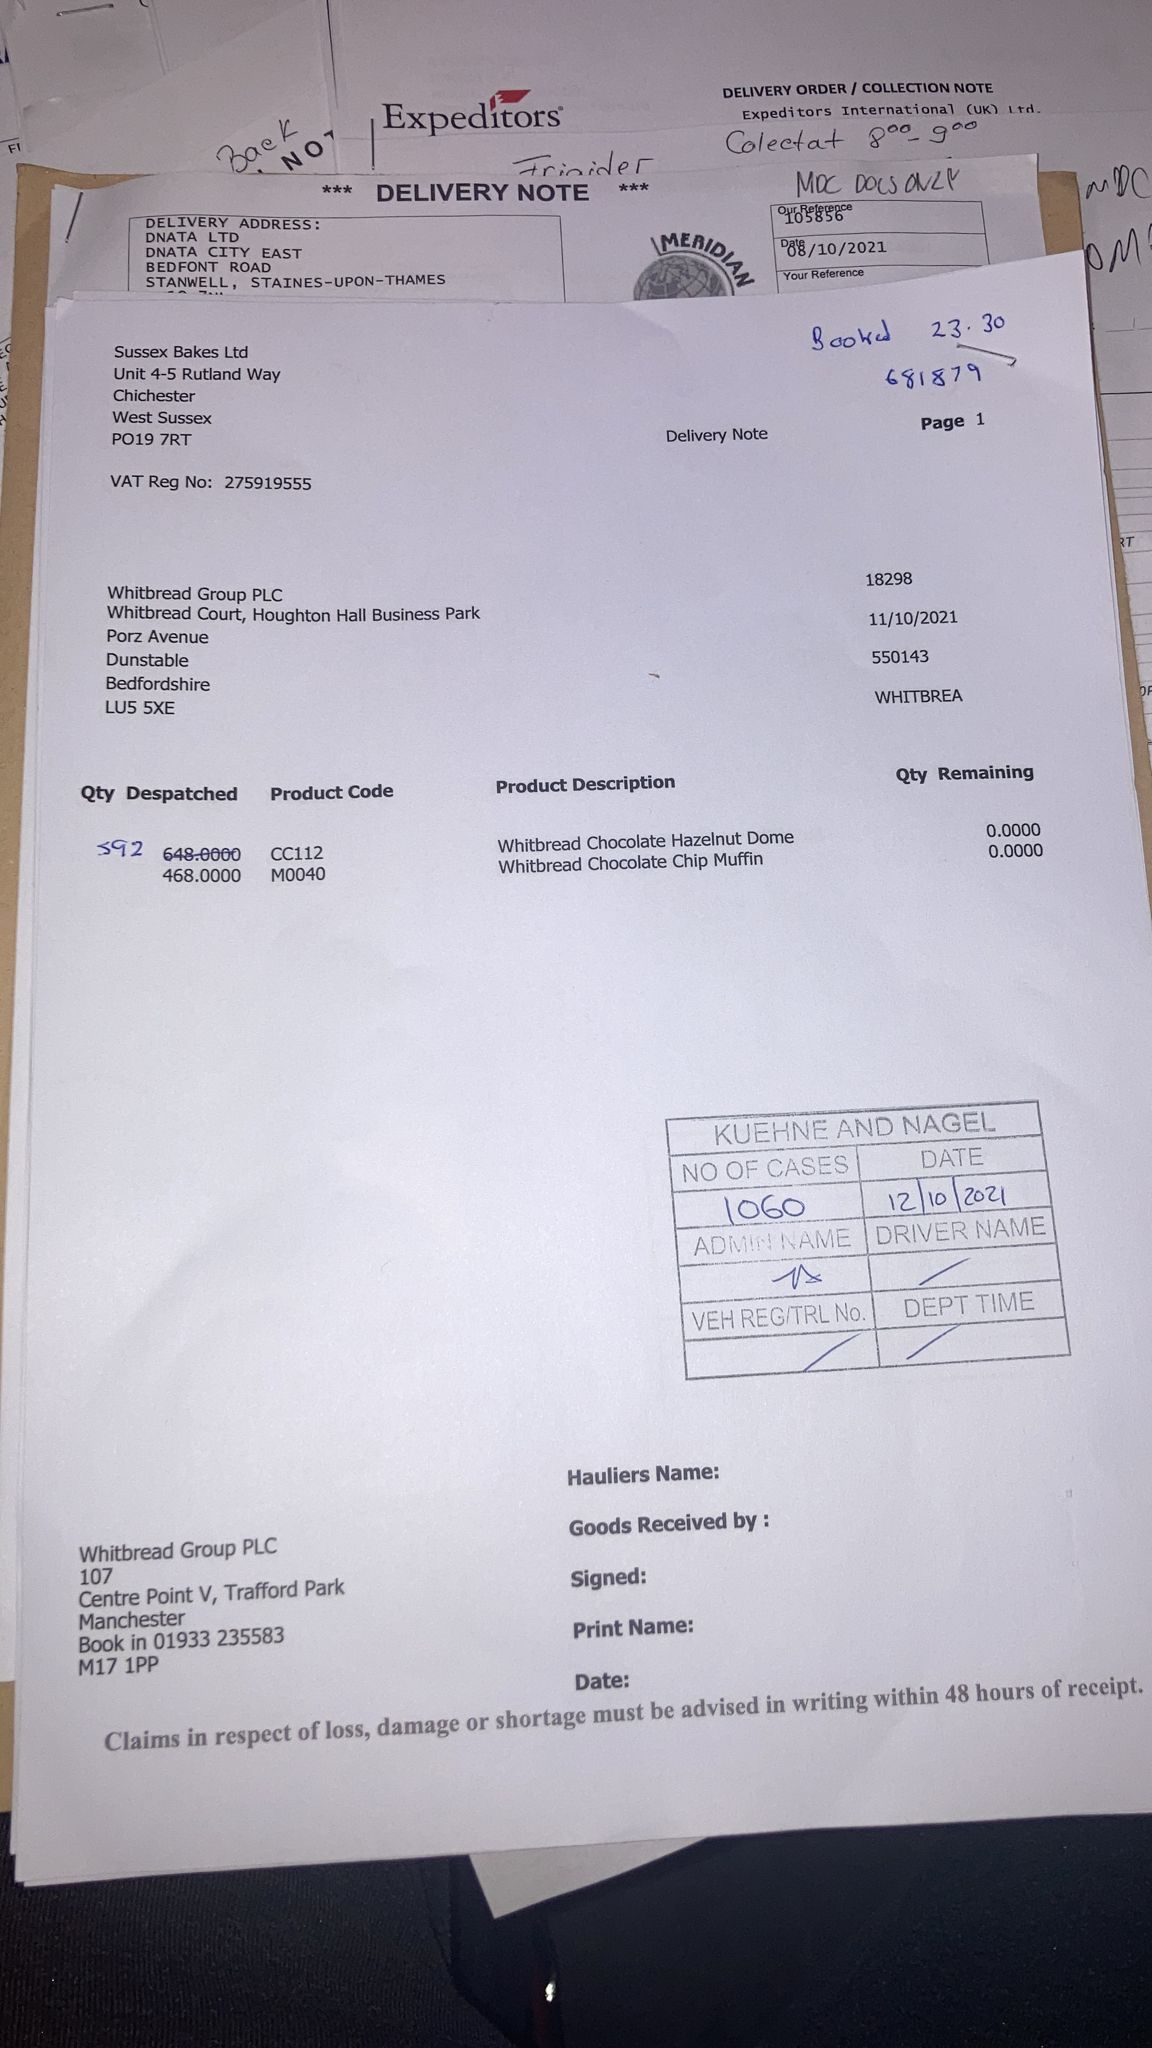 Expeditors
DELIVERY ORDER / COLLECTION NOTE
Expeditors International (UK) Ltd.
Back
NOT
Colectat 8⁰⁰ - 9⁰⁰
*** DELIVERY NOTE ***
MDC DOCS ONLY
MDC
DELIVERY ADDRESS:
DNATA LTD
DNATA CITY EAST
BEDFONT ROAD
STANWELL, STAINES-UPON-THAMES
MERIDIAN
Our Reference
105856
Date
08/10/2021
Your Reference
Booked 23.30
681879
Sussex Bakes Ltd
Unit 4-5 Rutland Way
Chichester
West Sussex
PO19 7RT
Delivery Note
Page 1
VAT Reg No: 275919555
Whitbread Group PLC
Whitbread Court, Houghton Hall Business Park
Porz Avenue
Dunstable
Bedfordshire
LU5 5XE
18298
11/10/2021
550143
WHITBREA
Qty Despatched Product Code Product Description Qty Remaining
592 648.0000 CC112 Whitbread Chocolate Hazelnut Dome 0.0000
468.0000 M0040 Whitbread Chocolate Chip Muffin 0.0000
KUEHNE AND NAGEL
NO OF CASES DATE
1060 12/10/2021
ADMIN NAME DRIVER NAME
VEH REG/TRL No. DEPT TIME
Hauliers Name:
Goods Received by :
Signed:
Print Name:
Date:
Whitbread Group PLC
107
Centre Point V, Trafford Park
Manchester
Book in 01933 235583
M17 1PP
Claims in respect of loss, damage or shortage must be advised in writing within 48 hours of receipt.